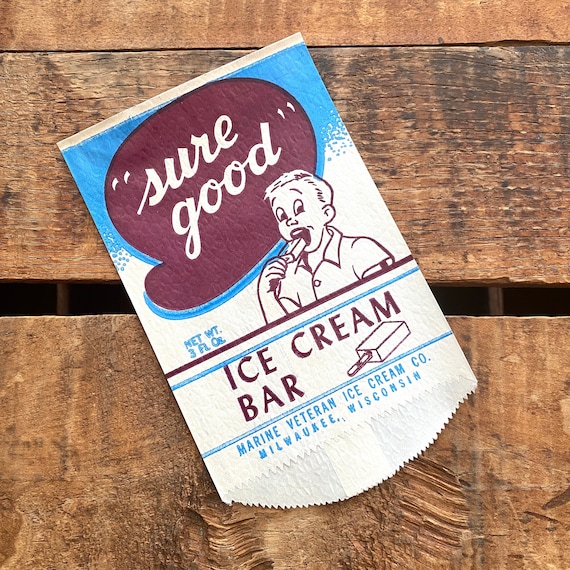 "sure
good"
NET WT.
3 FL OZ.
ICE CREAM
BAR
MARINE VETERAN ICE CREAM CO.
MILWAUKEE., WISCONSIN